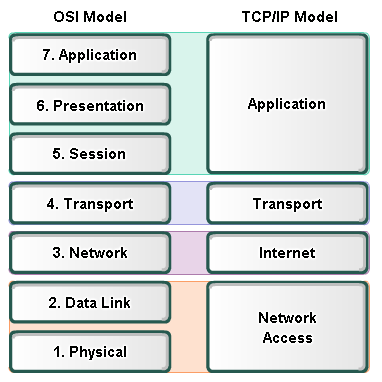 OSI Model
TCP/IP Model
7. Application
6. Presentation
5. Session
Application
4. Transport
Transport
3. Network
Internet
2. Data Link
1. Physical
Network
Access